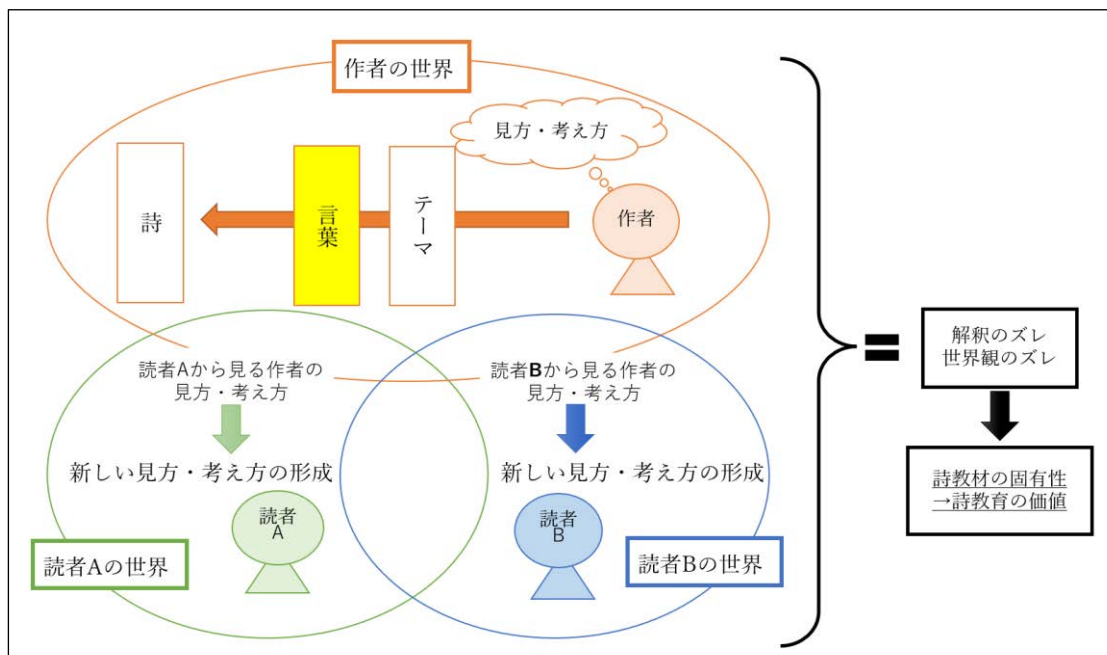 作者の世界
見方・考え方
詩
言葉
テーマ
作者
読者Aから見る作者の
見方・考え方
読者Bから見る作者の
見方・考え方
新しい見方・考え方の形成
新しい見方・考え方の形成
読者
A
読者
B
読者Aの世界
読者Bの世界
=
解釈のズレ
世界観のズレ
詩教材の固有性
→詩教育の価値